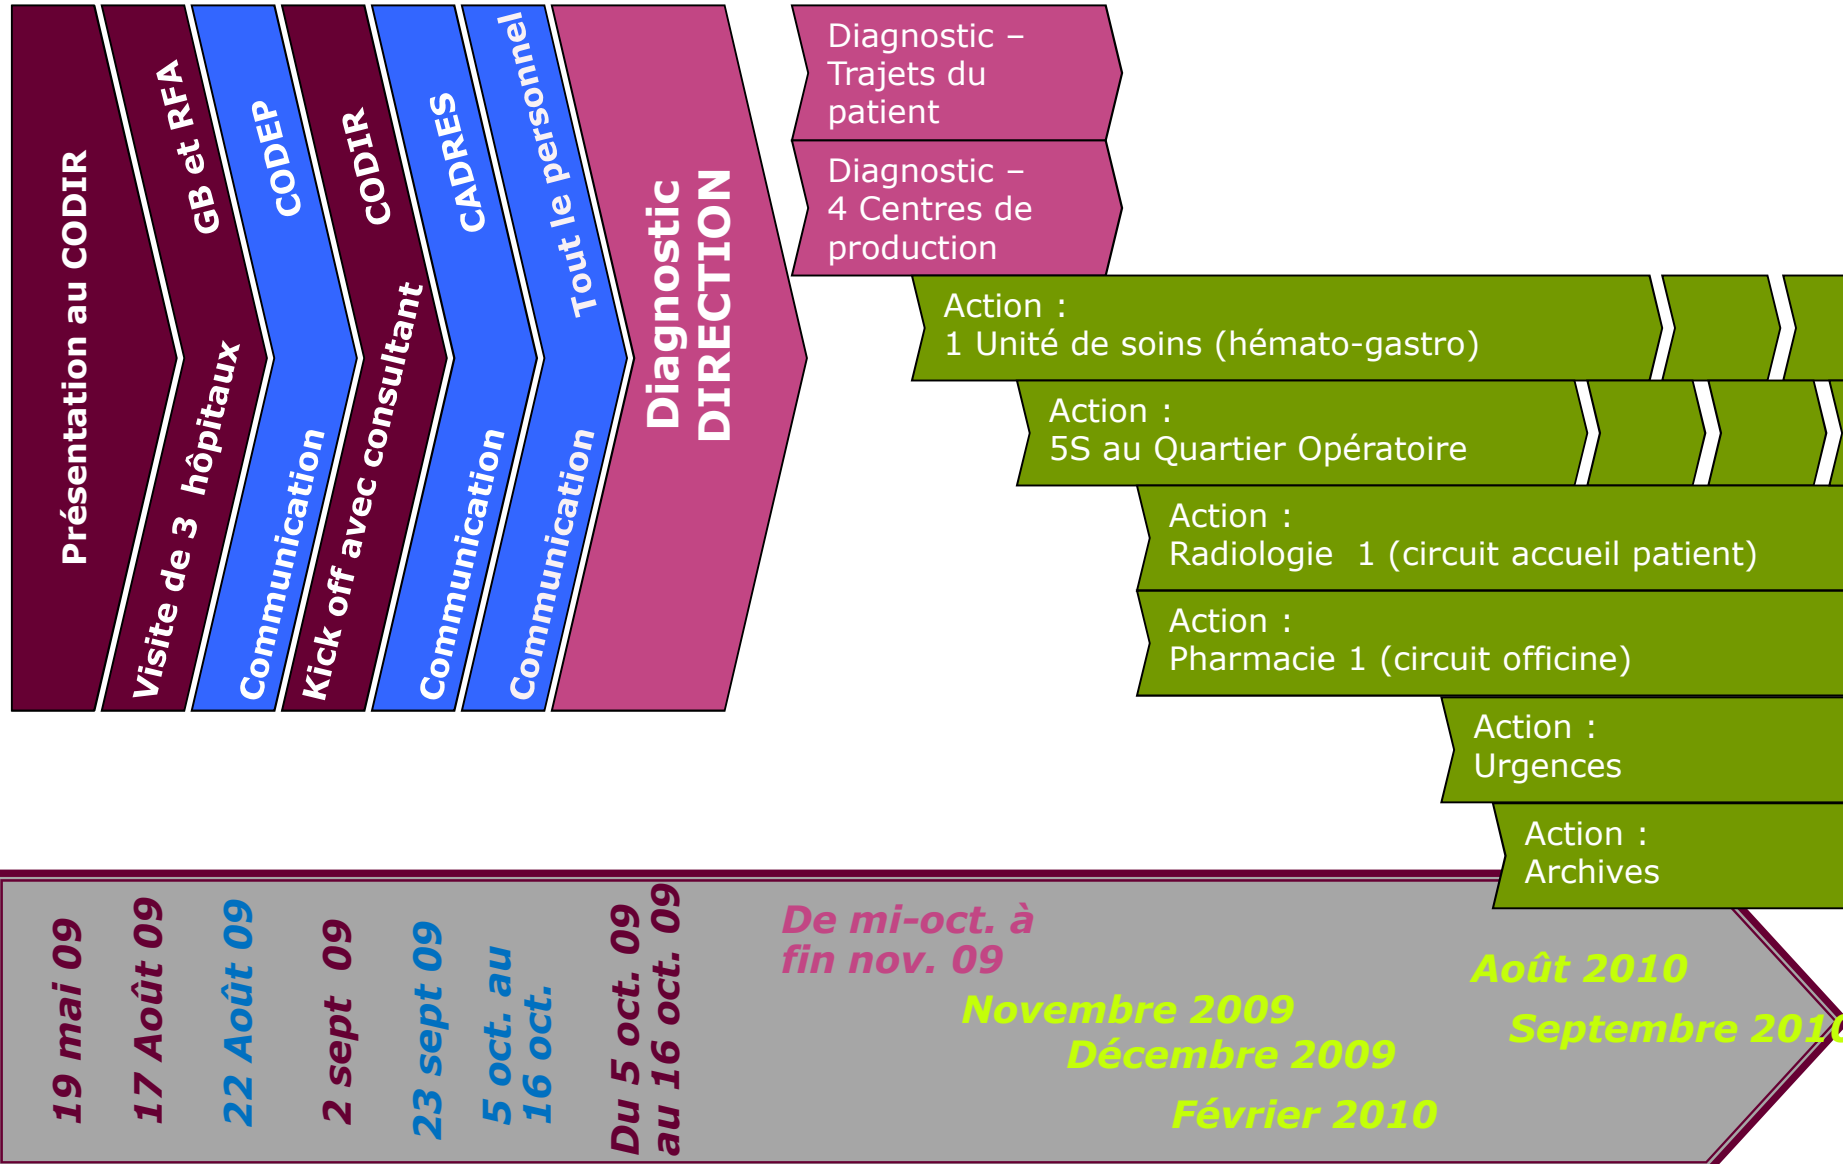 Présentation au CODIR
Visite de 3  hôpitaux
GB et RFA
Communication
CODEP
Kick off avec consultant
CODIR
Communication
CADRES
Communication
Tout le personnel
Diagnostic
DIRECTION
Diagnostic –
Trajets du
patient
Diagnostic –
4 Centres de
production
Action :
1 Unité de soins (hémato-gastro)
Action :
5S au Quartier Opératoire
Action :
Radiologie  1 (circuit accueil patient)
Action :
Pharmacie 1 (circuit officine)
Action :
Urgences
Action :
Archives
19 mai 09
17 Août 09
22 Août 09
2 sept  09
23 sept 09
5 oct. au
16 oct.
Du 5 oct. 09
au 16 oct. 09
De mi-oct. à
fin nov. 09
Novembre 2009
Décembre 2009
Février 2010
Août 2010
Septembre 2010